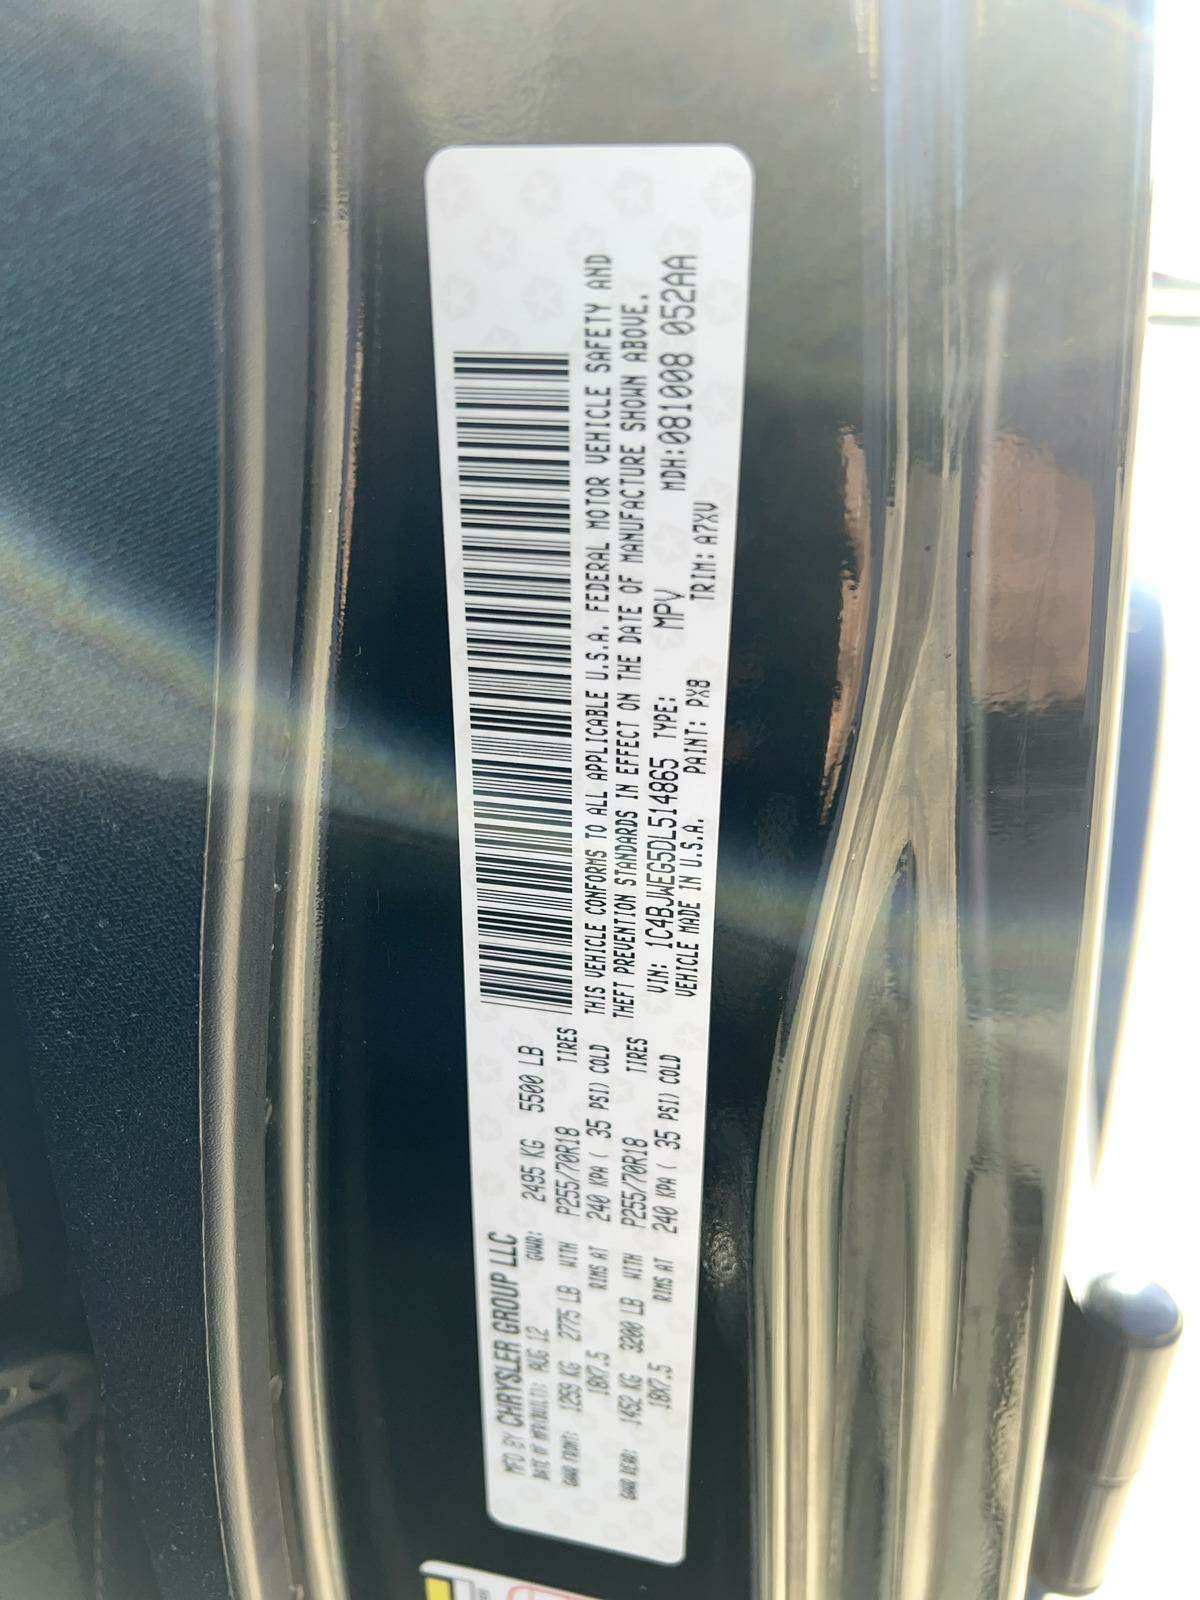 MFD BY CHRYSLER GROUP LLC
DATE OF MFR(BUILT): AUG 12 GVWR: 2495 KG 5500 LB
GAWR FRONT: 1259 KG 2775 LB WITH P255/70R18 TIRES
18X7.5 RIMS AT 240 KPA ( 35 PSI) COLD
GAWR REAR: 1452 KG 3200 LB WITH P255/70R18 TIRES
18X7.5 RIMS AT 240 KPA ( 35 PSI) COLD
THIS VEHICLE CONFORMS TO ALL APPLICABLE U.S.A. FEDERAL MOTOR VEHICLE SAFETY AND
THEFT PREVENTION STANDARDS IN EFFECT ON THE DATE OF MANUFACTURE SHOWN ABOVE.
VIN: 1C4BJWEG5DL514865 TYPE: MPV MDH:081008 052AA
VEHICLE MADE IN U.S.A. PAINT: PX8 TRIM: A7XV